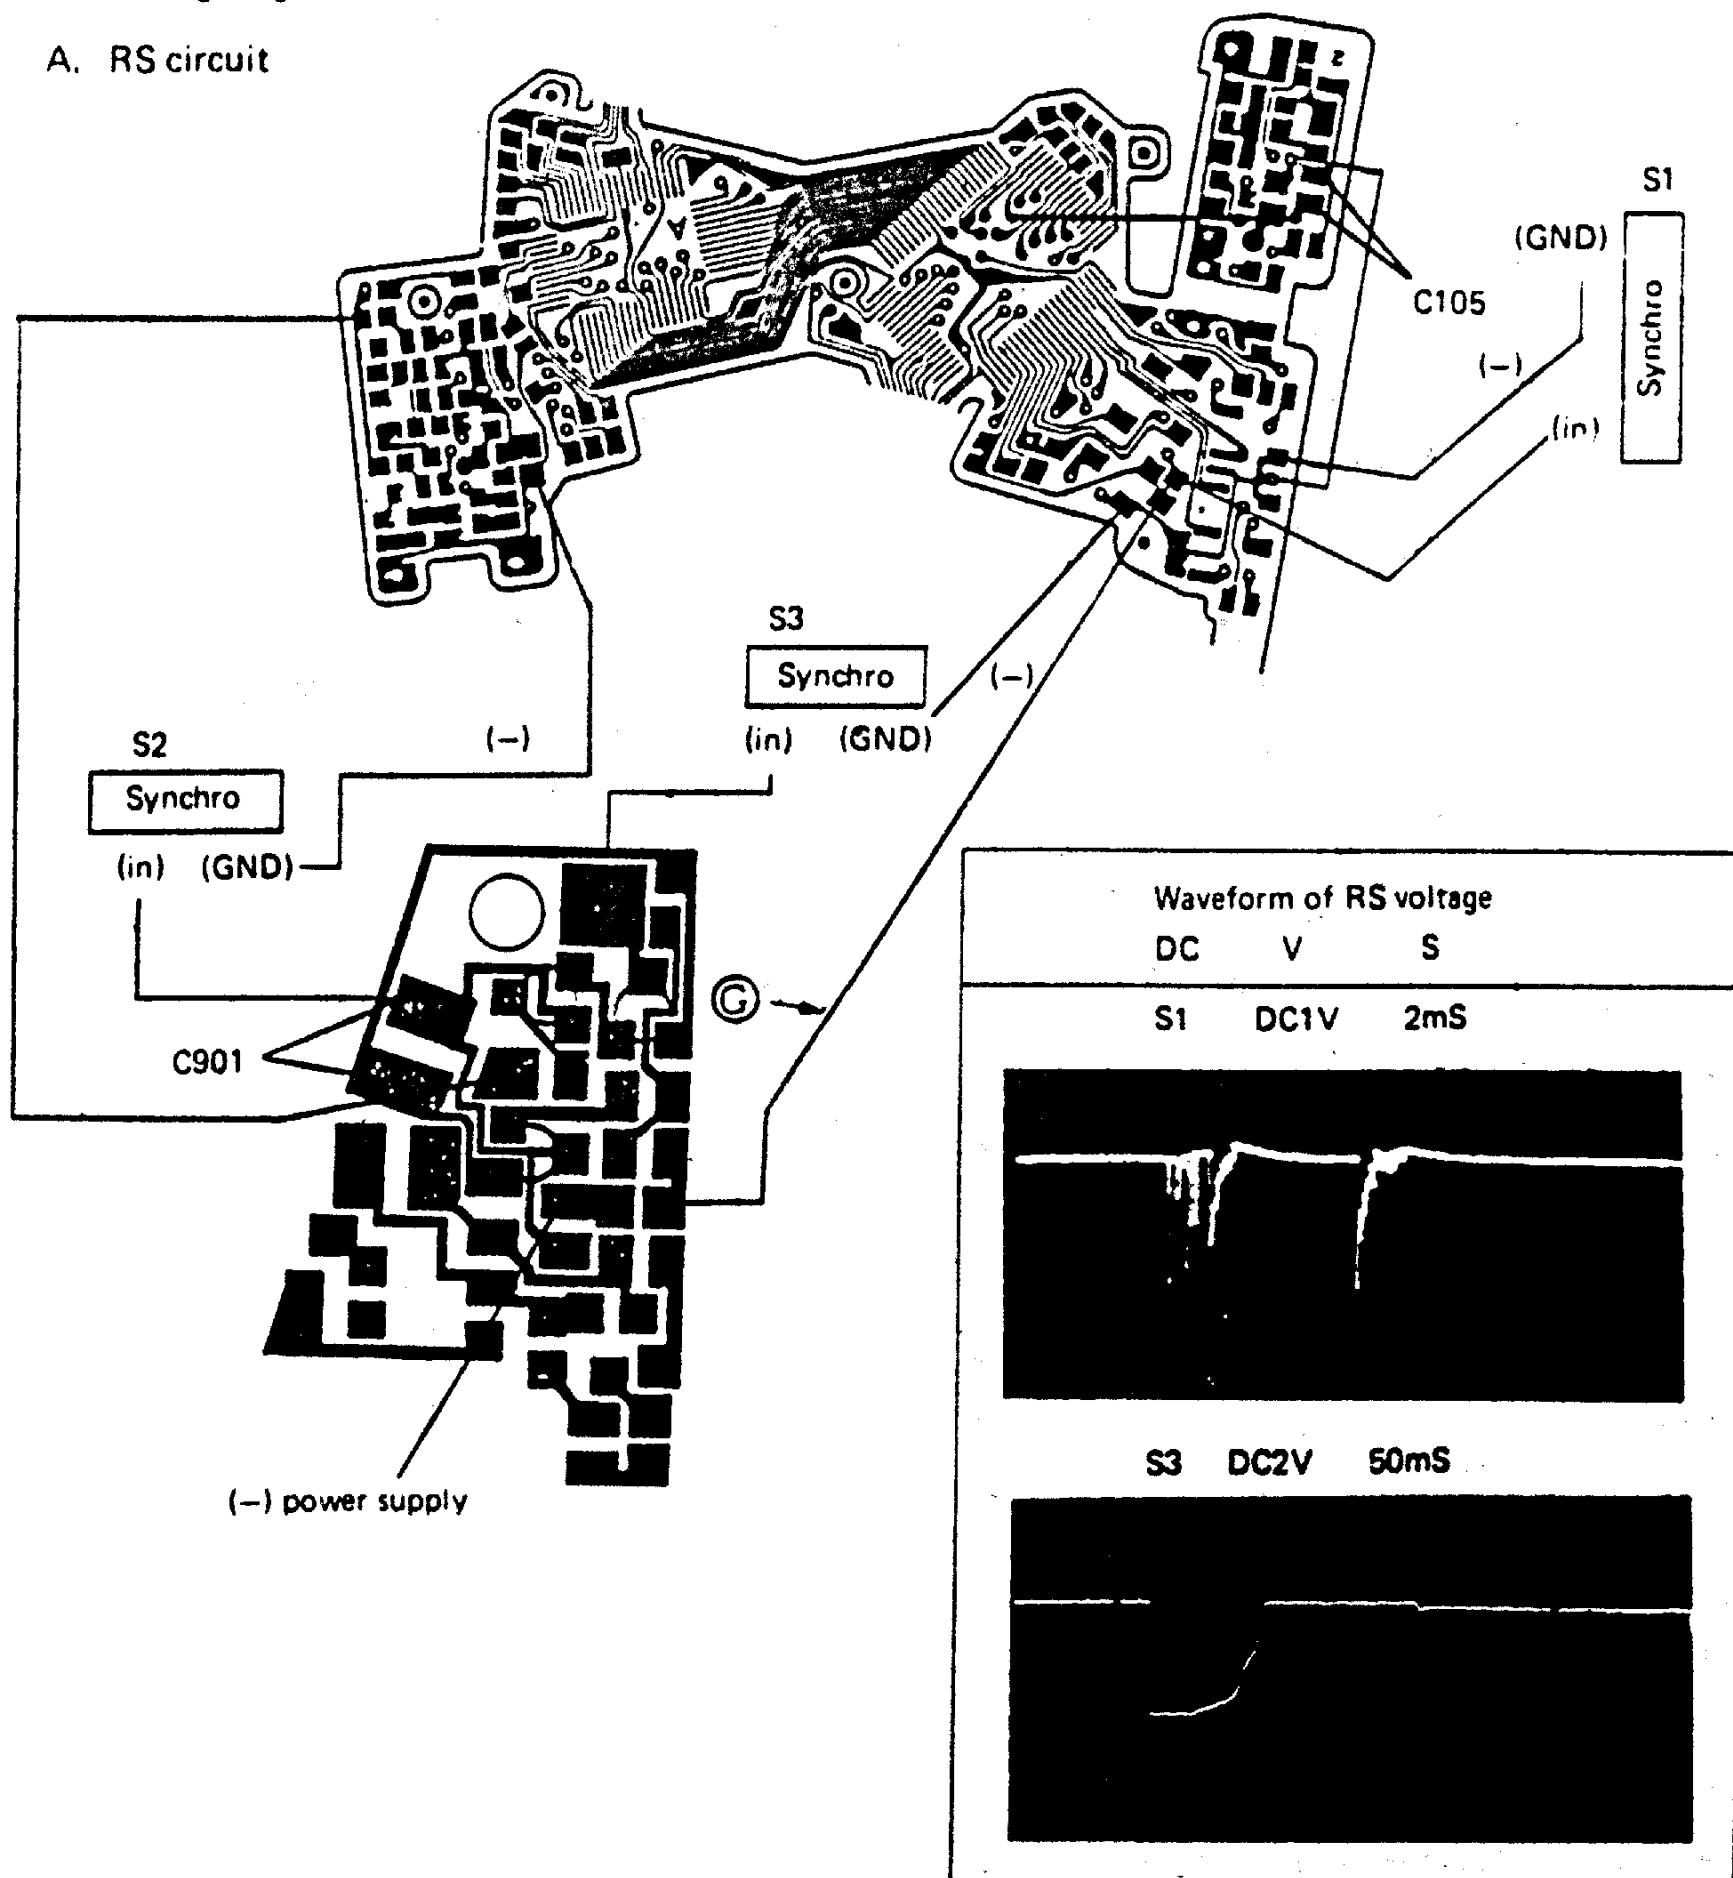 A. RS circuit
S1
(GND)
Synchro
C105
(−)
(in)
S3
Synchro
(−)
(in) (GND)
S2
(−)
Synchro
(in) (GND)
G
C901
(−) power supply
Waveform of RS voltage
DC V S
S1 DC1V 2mS
S3 DC2V 50mS
A
2